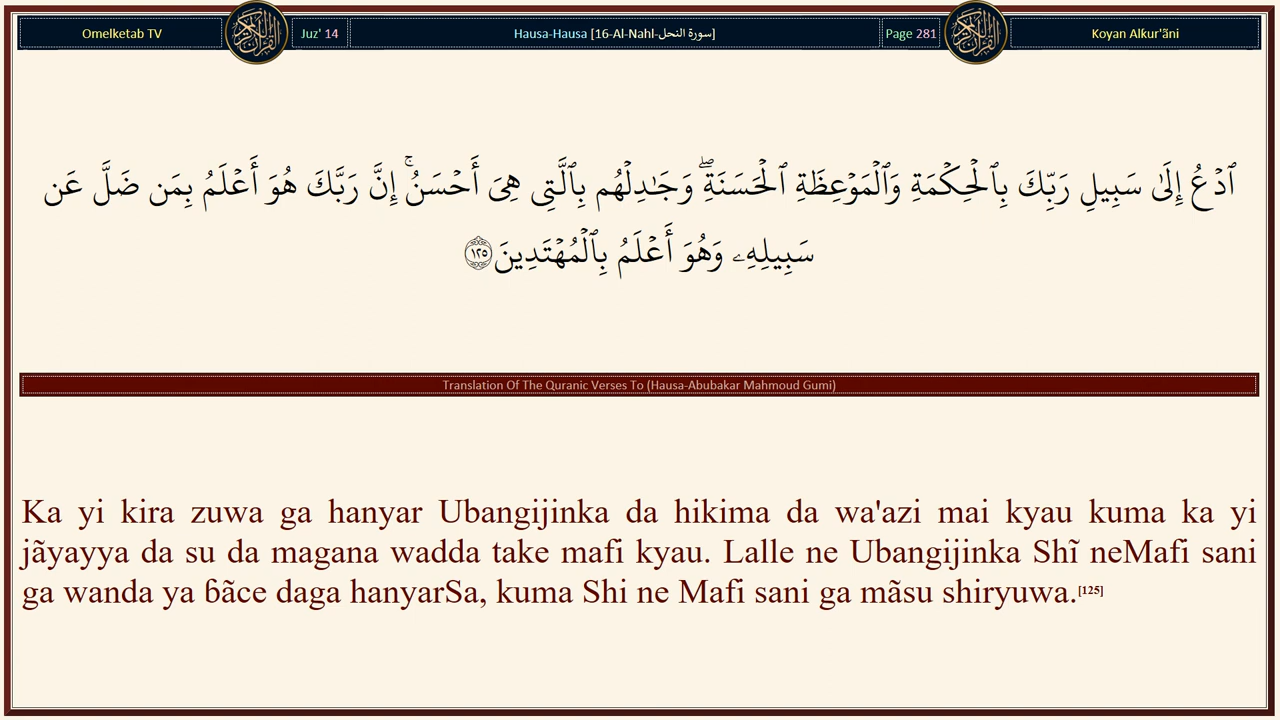 Omelketab TV
Juz' 14
Hausa-Hausa [16-Al-Nahl-سورة النحل]
Page 281
Koyan Alƙur'ãni
ٱدۡعُ إِلَىٰ سَبِيلِ رَبِّكَ بِٱلۡحِكۡمَةِ وَٱلۡمَوۡعِظَةِ ٱلۡحَسَنَةِۖ وَجَٰدِلۡهُم بِٱلَّتِي هِيَ أَحۡسَنُۚ إِنَّ رَبَّكَ هُوَ أَعۡلَمُ بِمَن ضَلَّ عَن
سَبِيلِهِۦ وَهُوَ أَعۡلَمُ بِٱلۡمُهۡتَدِينَ ١٢٥
Translation Of The Quranic Verses To (Hausa-Abubakar Mahmoud Gumi)
Ka yi kira zuwa ga hanyar Ubangijinka da hikima da wa'azi mai kyau kuma ka yi
jãyayya da su da magana wadda take mafi kyau. Lalle ne Ubangijinka Shĩ neMafi sani
ga wanda ya ɓãce daga hanyarSa, kuma Shi ne Mafi sani ga mãsu shiryuwa.[125]